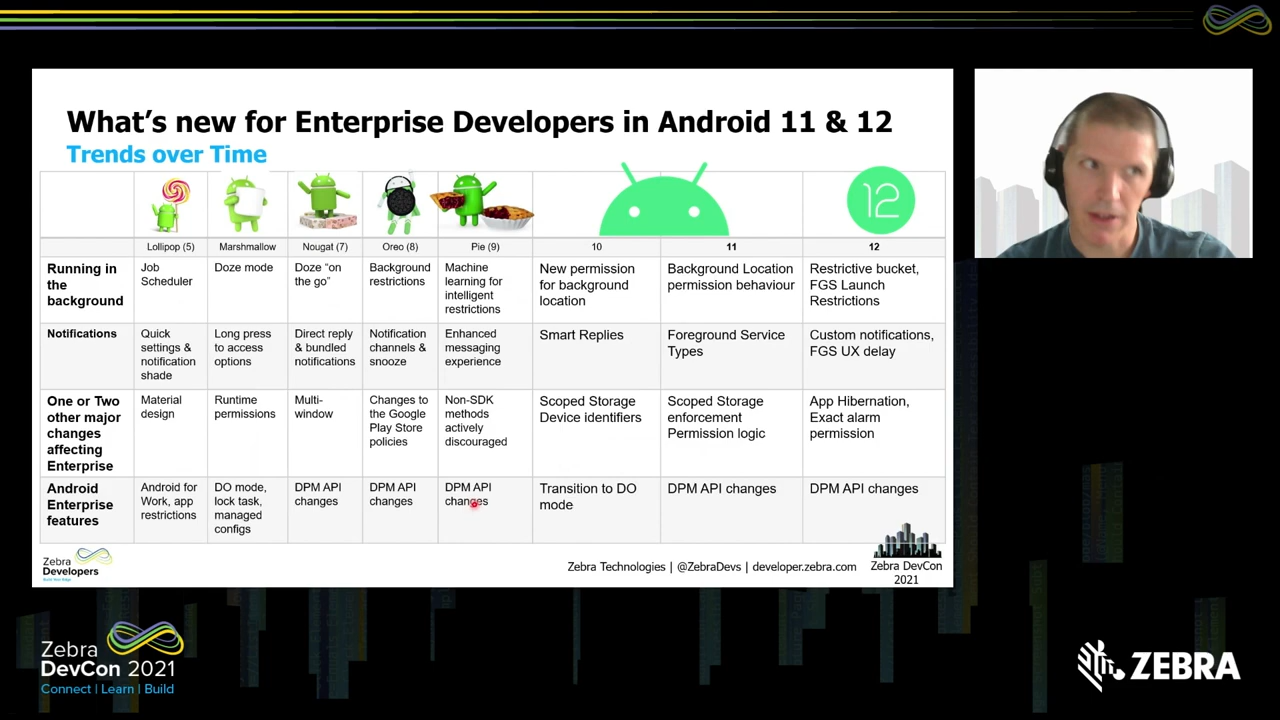 What's new for Enterprise Developers in Android 11 & 12
Trends over Time
12
Lollipop (5)
Marshmallow
Nougat (7)
Oreo (8)
Pie (9)
10
11
12
Running in
the
background
Job
Scheduler
Doze mode
Doze “on
the go”
Background
restrictions
Machine
learning for
intelligent
restrictions
New permission
for background
location
Background Location
permission behaviour
Restrictive bucket,
FGS Launch
Restrictions
Notifications
Quick
settings &
notification
shade
Long press
to access
options
Direct reply
& bundled
notifications
Notification
channels &
snooze
Enhanced
messaging
experience
Smart Replies
Foreground Service
Types
Custom notifications,
FGS UX delay
One or Two
other major
changes
affecting
Enterprise
Material
design
Runtime
permissions
Multi-
window
Changes to
the Google
Play Store
policies
Non-SDK
methods
actively
discouraged
Scoped Storage
Device identifiers
Scoped Storage
enforcement
Permission logic
App Hibernation,
Exact alarm
permission
Android
Enterprise
features
Android for
Work, app
restrictions
DO mode,
lock task,
managed
configs
DPM API
changes
DPM API
changes
DPM API
changes
Transition to DO
mode
DPM API changes
DPM API changes
Zebra
Developers
Zebra Technologies | @ZebraDevs | developer.zebra.com
Zebra DevCon
2021
Zebra
DevCon 2021
Connect | Learn | Build
ZEBRA